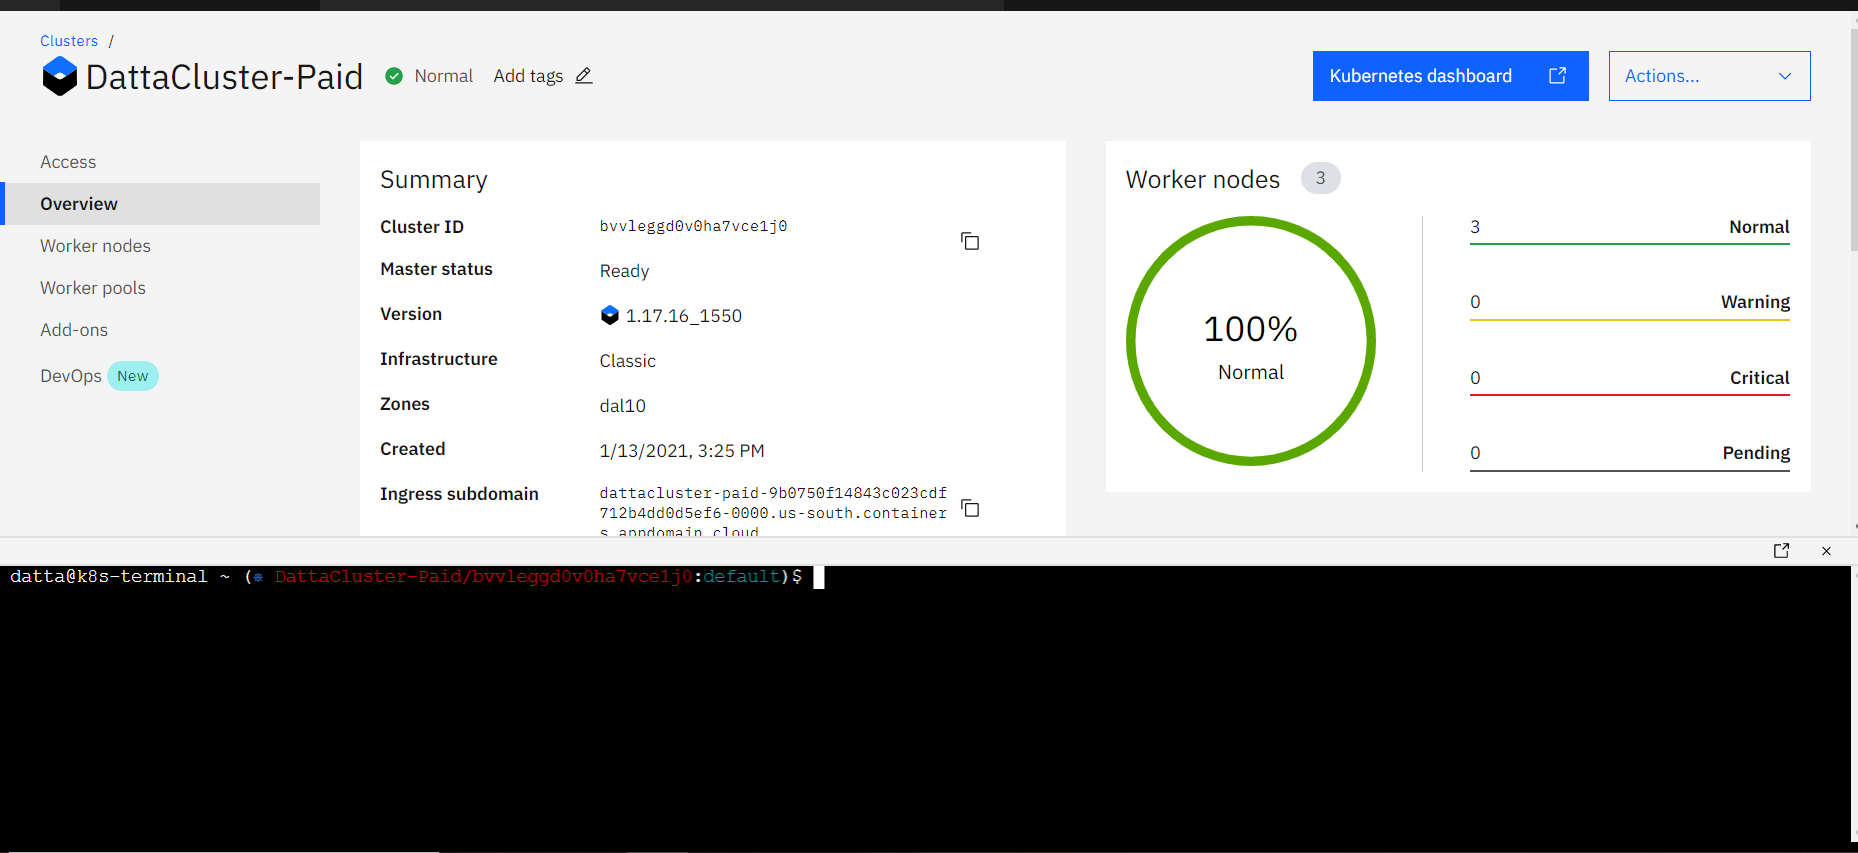 Clusters /
DattaCluster-Paid Normal Add tags
Kubernetes dashboard
Actions...
Access
Overview
Worker nodes
Worker pools
Add-ons
DevOps New
Summary
Cluster ID bvvleggd0v0ha7vce1j0
Master status Ready
Version 1.17.16_1550
Infrastructure Classic
Zones dal10
Created 1/13/2021, 3:25 PM
Ingress subdomain dattacluster-paid-9b0750f14843c023cdf
712b4dd0d5ef6-0000.us-south.container
s.appdomain.cloud
Worker nodes 3
100%
Normal
3 Normal
0 Warning
0 Critical
0 Pending
datta@k8s-terminal ~ (⎈ DattaCluster-Paid/bvvleggd0v0ha7vce1j0:default)$